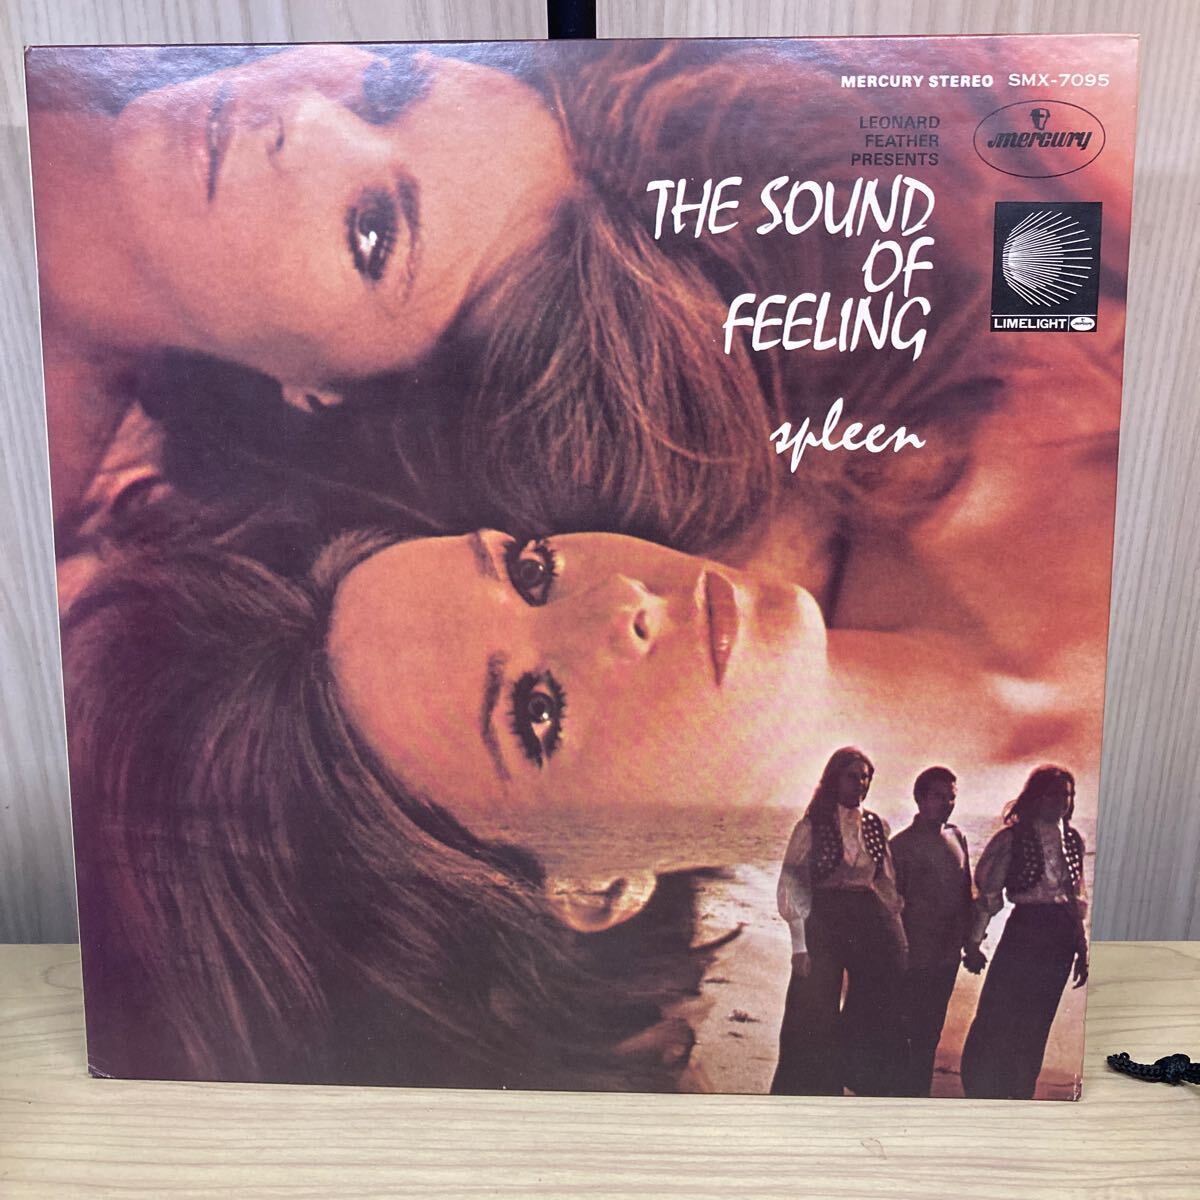 MERCURY STEREO SMX-7095
LEONARD
FEATHER
PRESENTS
mercury
THE SOUND
OF
FEELING
LIMELIGHT
spleen